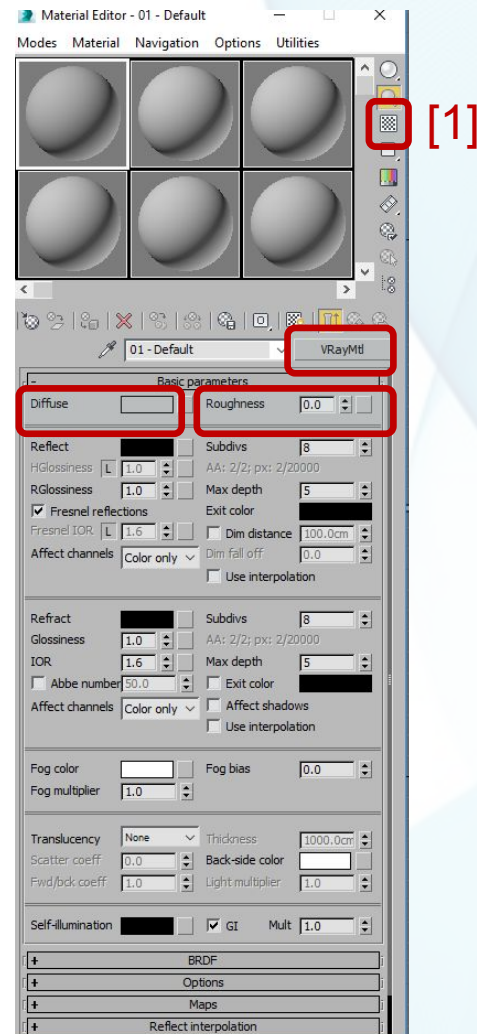 Material Editor - 01 - Default
Modes Material Navigation Options Utilities
[1]
01 - Default VRayMtl
- Basic parameters
Diffuse Roughness 0.0
Reflect Subdivs 8
HGlossiness L 1.0 AA: 2/2; px: 2/20000
RGlossiness 1.0 Max depth 5
Fresnel reflections Exit color
Fresnel IOR L 1.6 Dim distance 100.0cm
Affect channels Color only Dim fall off 0.0
Use interpolation
Refract Subdivs 8
Glossiness 1.0 AA: 2/2; px: 2/20000
IOR 1.6 Max depth 5
Abbe number 50.0 Exit color
Affect channels Color only Affect shadows
Use interpolation
Fog color Fog bias 0.0
Fog multiplier 1.0
Translucency None Thickness 1000.0cm
Scatter coeff 0.0 Back-side color
Fwd/bck coeff 1.0 Light multiplier 1.0
Self-illumination GI Mult 1.0
+ BRDF
+ Options
+ Maps
+ Reflect interpolation